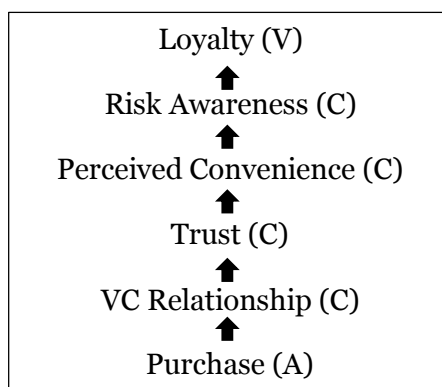 Loyalty (V)
Risk Awareness (C)
Perceived Convenience (C)
Trust (C)
VC Relationship (C)
Purchase (A)